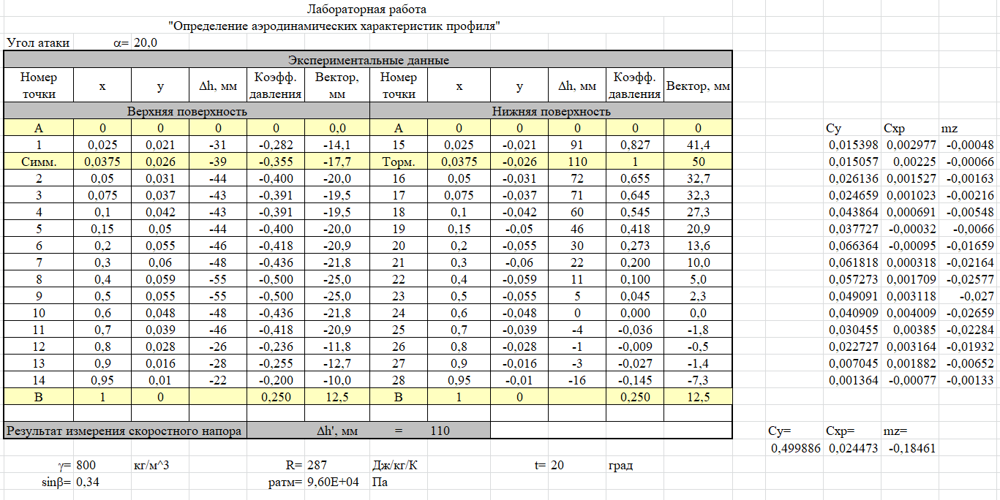 Лабораторная работа
"Определение аэродинамических характеристик профиля"
Угол атаки α= 20,0
Экспериментальные данные
Номер точки x y Δh, мм Коэфф. давления Вектор, мм Номер точки x y Δh, мм Коэфф. давления Вектор, мм
Верхняя поверхность Нижняя поверхность
A 0 0 0 0 0,0 A 0 0 0 0 0 Cy Cxp mz
1 0,025 0,021 -31 -0,282 -14,1 15 0,025 -0,021 91 0,827 41,4 0,015398 0,002977 -0,00048
Симм. 0,0375 0,026 -39 -0,355 -17,7 Торм. 0,0375 -0,026 110 1 50 0,015057 0,00225 -0,00066
2 0,05 0,031 -44 -0,400 -20,0 16 0,05 -0,031 72 0,655 32,7 0,026136 0,001527 -0,00163
3 0,075 0,037 -43 -0,391 -19,5 17 0,075 -0,037 71 0,645 32,3 0,024659 0,001023 -0,00216
4 0,1 0,042 -43 -0,391 -19,5 18 0,1 -0,042 60 0,545 27,3 0,043864 0,000691 -0,00548
5 0,15 0,05 -44 -0,400 -20,0 19 0,15 -0,05 46 0,418 20,9 0,037727 -0,00032 -0,0066
6 0,2 0,055 -46 -0,418 -20,9 20 0,2 -0,055 30 0,273 13,6 0,066364 -0,00095 -0,01659
7 0,3 0,06 -48 -0,436 -21,8 21 0,3 -0,06 22 0,200 10,0 0,061818 0,000318 -0,02164
8 0,4 0,059 -55 -0,500 -25,0 22 0,4 -0,059 11 0,100 5,0 0,057273 0,001709 -0,02577
9 0,5 0,055 -55 -0,500 -25,0 23 0,5 -0,055 5 0,045 2,3 0,049091 0,003118 -0,027
10 0,6 0,048 -48 -0,436 -21,8 24 0,6 -0,048 0 0,000 0,0 0,040909 0,004009 -0,02659
11 0,7 0,039 -46 -0,418 -20,9 25 0,7 -0,039 -4 -0,036 -1,8 0,030455 0,00385 -0,02284
12 0,8 0,028 -26 -0,236 -11,8 26 0,8 -0,028 -1 -0,009 -0,5 0,022727 0,003164 -0,01932
13 0,9 0,016 -28 -0,255 -12,7 27 0,9 -0,016 -3 -0,027 -1,4 0,007045 0,001882 -0,00652
14 0,95 0,01 -22 -0,200 -10,0 28 0,95 -0,01 -16 -0,145 -7,3 0,001364 -0,00077 -0,00133
B 1 0 0,250 12,5 B 1 0 0,250 12,5
Результат измерения скоростного напора Δh', мм = 110 Cy= Cxp= mz=
0,499886 0,024473 -0,18461
γ= 800 кг/м^3 R= 287 Дж/кг/К t= 20 град
sinβ= 0,34 ратм= 9,60E+04 Па